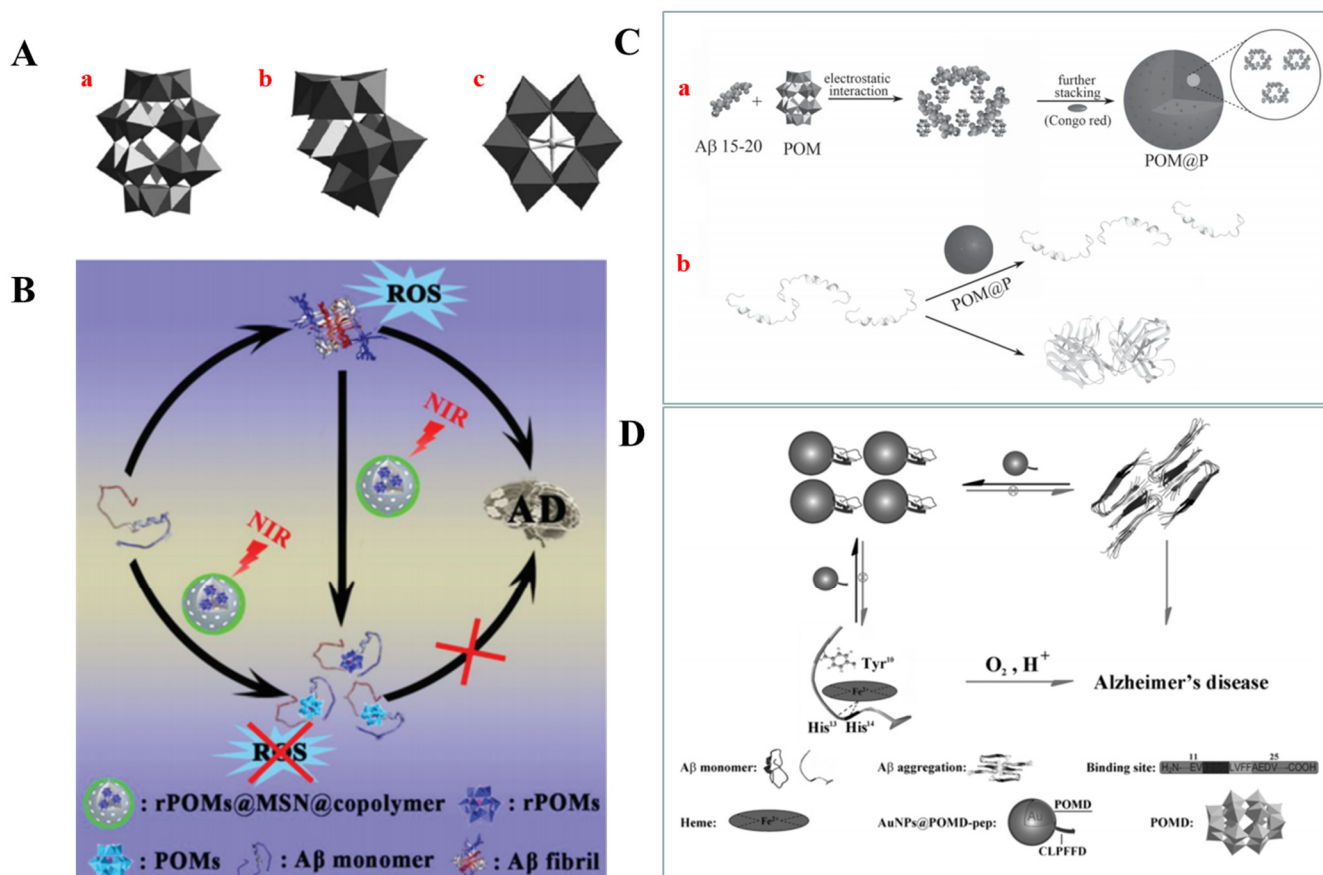 A
a
b
c
B
ROS
NIR
NIR
AD
ROS
: rPOMs@MSN@copolymer
: rPOMs
: POMs
: Aβ monomer
: Aβ fibril
C
a
+
Aβ 15-20
POM
electrostatic
interaction
further
stacking
(Congo red)
POM@P
b
POM@P
D
Tyr¹⁰
Fe²⁺
His¹³ His¹⁴
O₂ , H⁺
Alzheimer's disease
Aβ monomer:
Aβ aggregation:
Binding site:
11 25
H₂N- EV LVFFAEDV -COOH
Heme:
Fe²⁺
AuNPs@POMD-pep:
Au
POMD
CLPFFD
POMD: